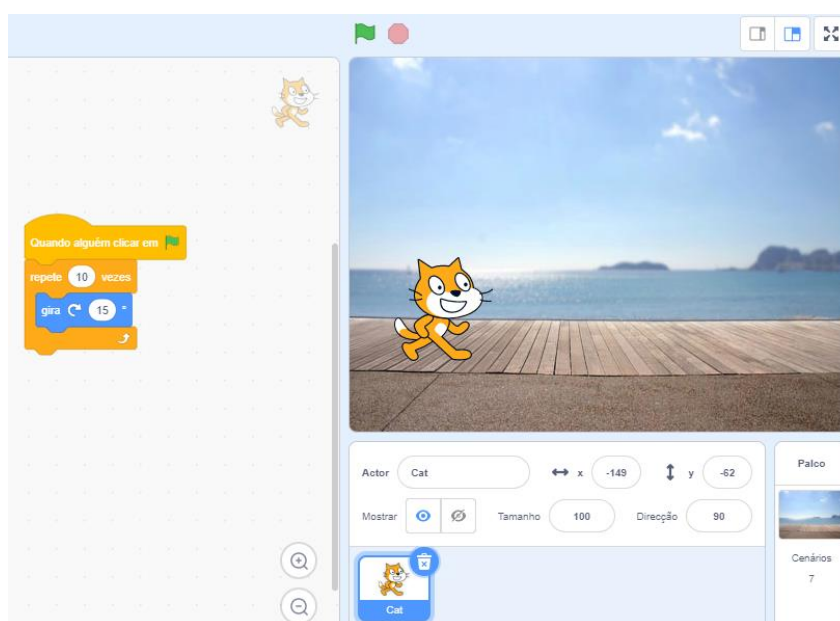 Quando alguém clicar em
repete 10 vezes
gira 15 °
Actor Cat x -149 y -62
Mostrar Tamanho 100 Direcção 90
Cat
Palco
Cenários
7